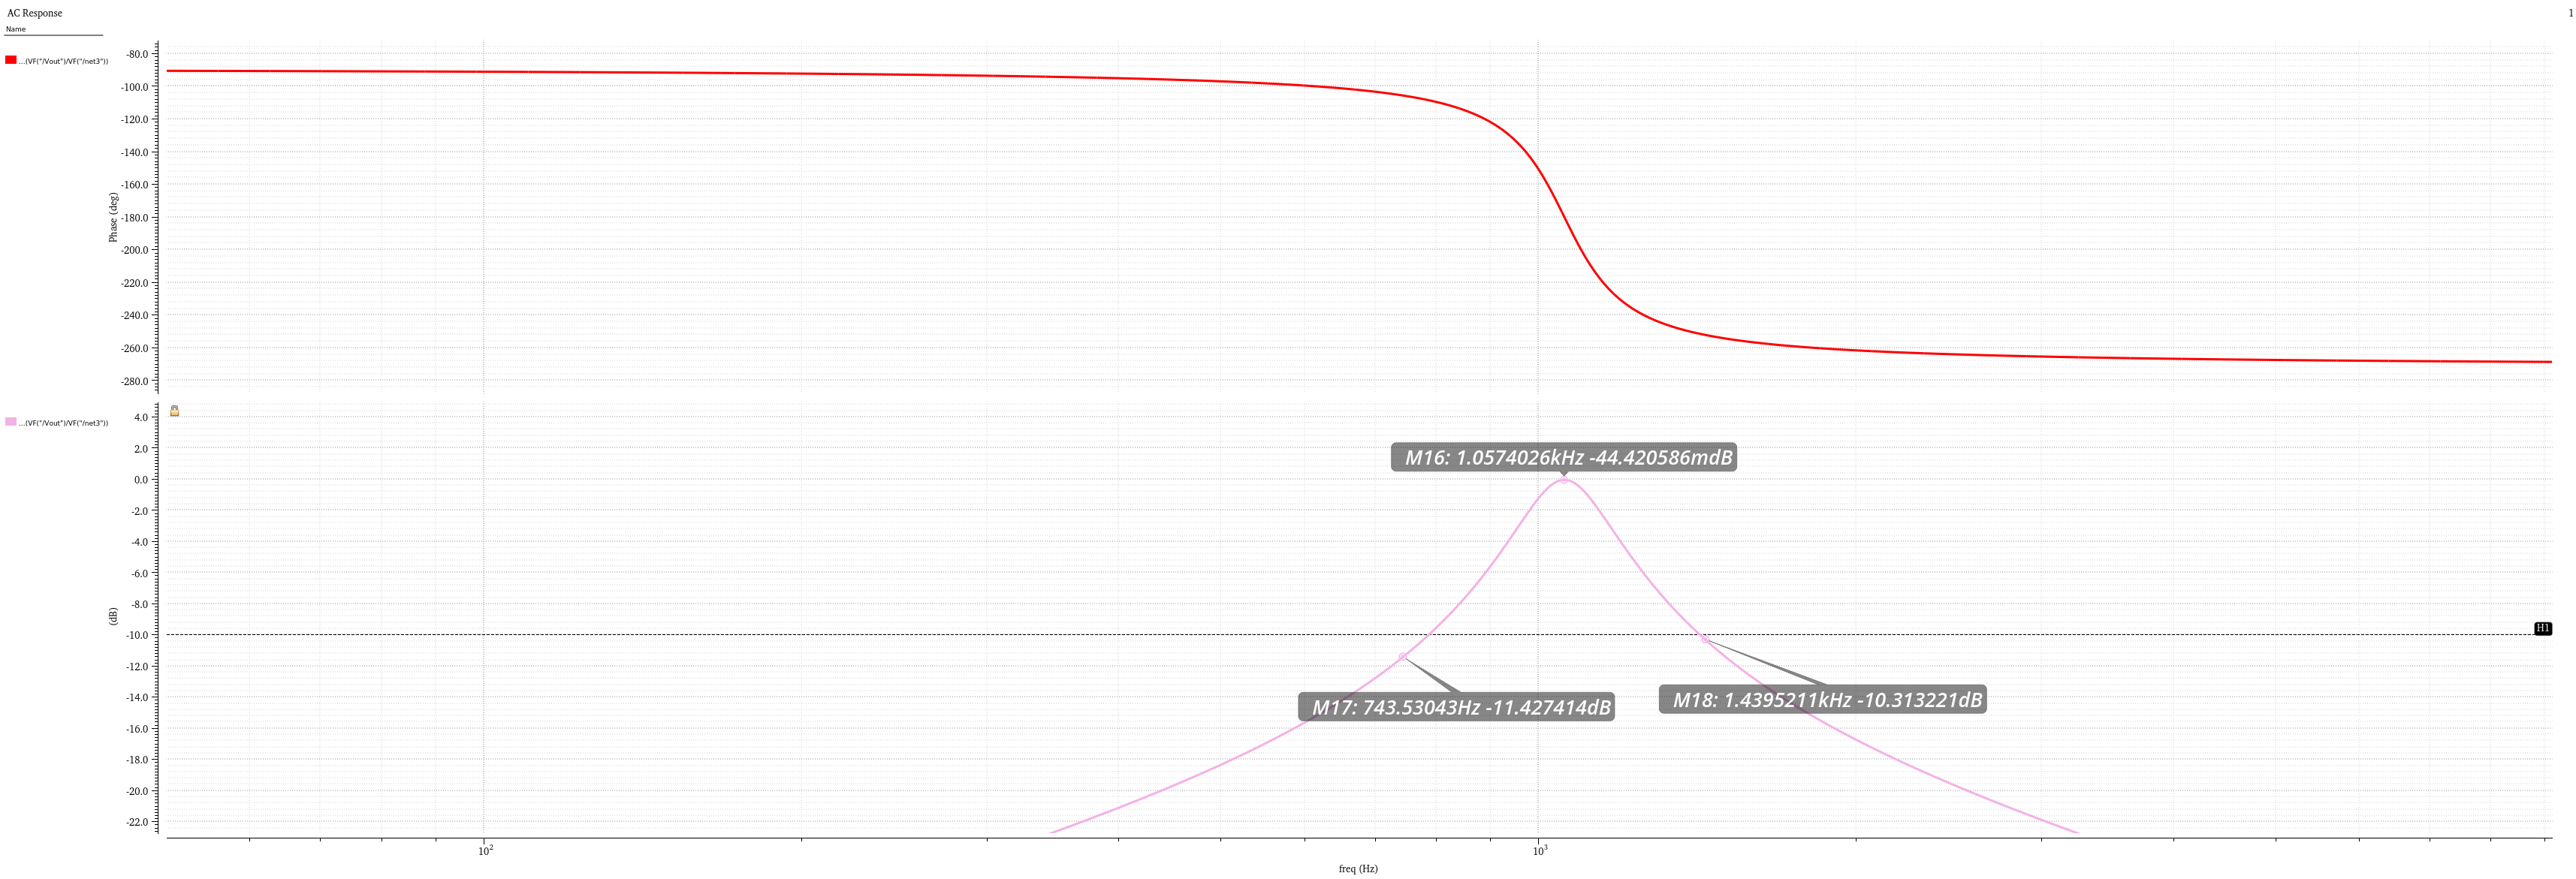 AC Response
1
Name
...(VF("/Vout")/VF("/net3"))
Phase (deg)
-80.0
-100.0
-120.0
-140.0
-160.0
-180.0
-200.0
-220.0
-240.0
-260.0
-280.0
...(VF("/Vout")/VF("/net3"))
(dB)
4.0
2.0
0.0
-2.0
-4.0
-6.0
-8.0
-10.0
-12.0
-14.0
-16.0
-18.0
-20.0
-22.0
M16: 1.0574026kHz -44.420586mdB
H1
M17: 743.53043Hz -11.427414dB
M18: 1.4395211kHz -10.313221dB
10²
10³
freq (Hz)